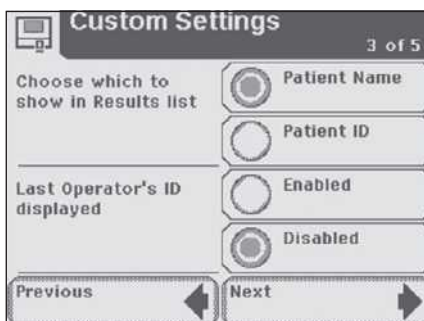 Custom Settings
3 of 5
Choose which to
show in Results list
Patient Name
Patient ID
Last Operator's ID
displayed
Enabled
Disabled
Previous
Next